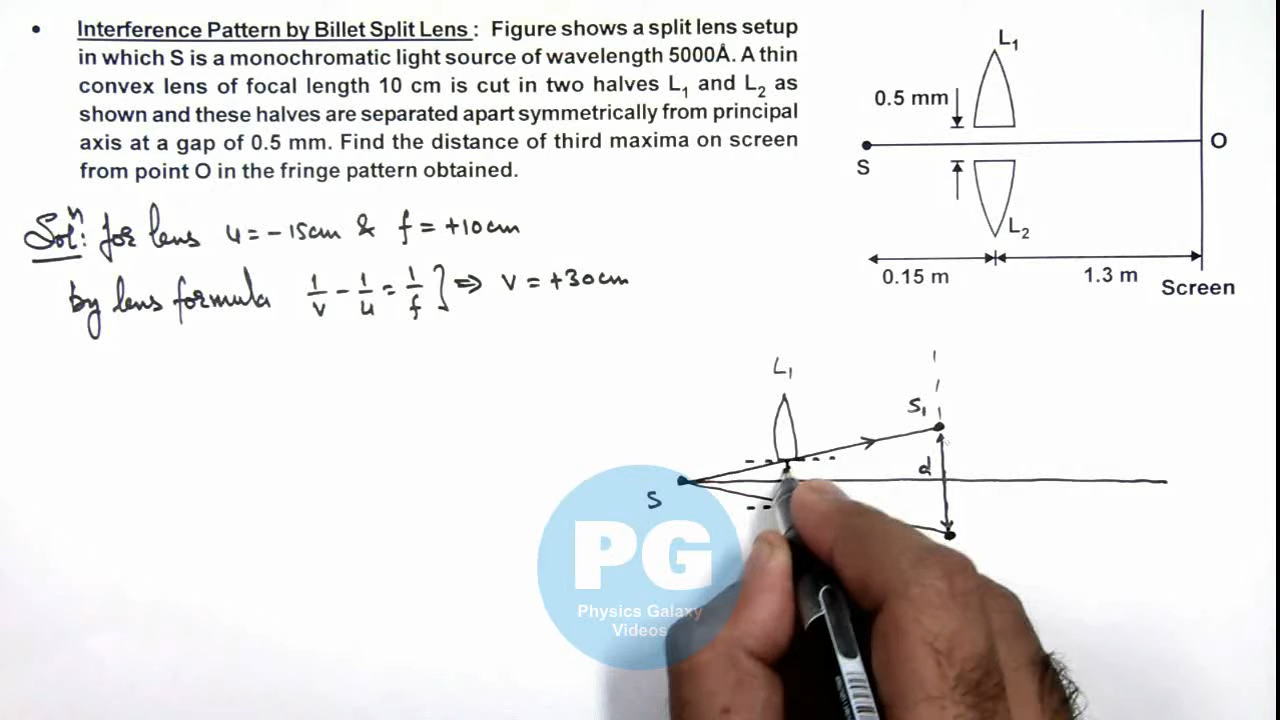 • Interference Pattern by Billet Split Lens : Figure shows a split lens setup
in which S is a monochromatic light source of wavelength 5000Å. A thin
convex lens of focal length 10 cm is cut in two halves L₁ and L₂ as
shown and these halves are separated apart symmetrically from principal
axis at a gap of 0.5 mm. Find the distance of third maxima on screen
from point O in the fringe pattern obtained.
L₁
0.5 mm
O
S
L₂
0.15 m
1.3 m
Screen
Solⁿ: for lens u = -15cm & f = +10cm
by lens formula 1/v - 1/u = 1/f ] ⇒ v = +30cm
L₁
S₁
d
S
PG
Physics Galaxy
Videos